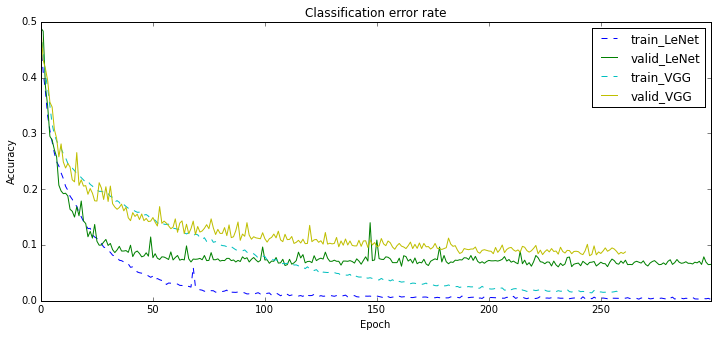 Classification error rate
0.5
0.4
0.3
0.2
0.1
0.0
Accuracy
train_LeNet
valid_LeNet
train_VGG
valid_VGG
0 50 100 150 200 250
Epoch